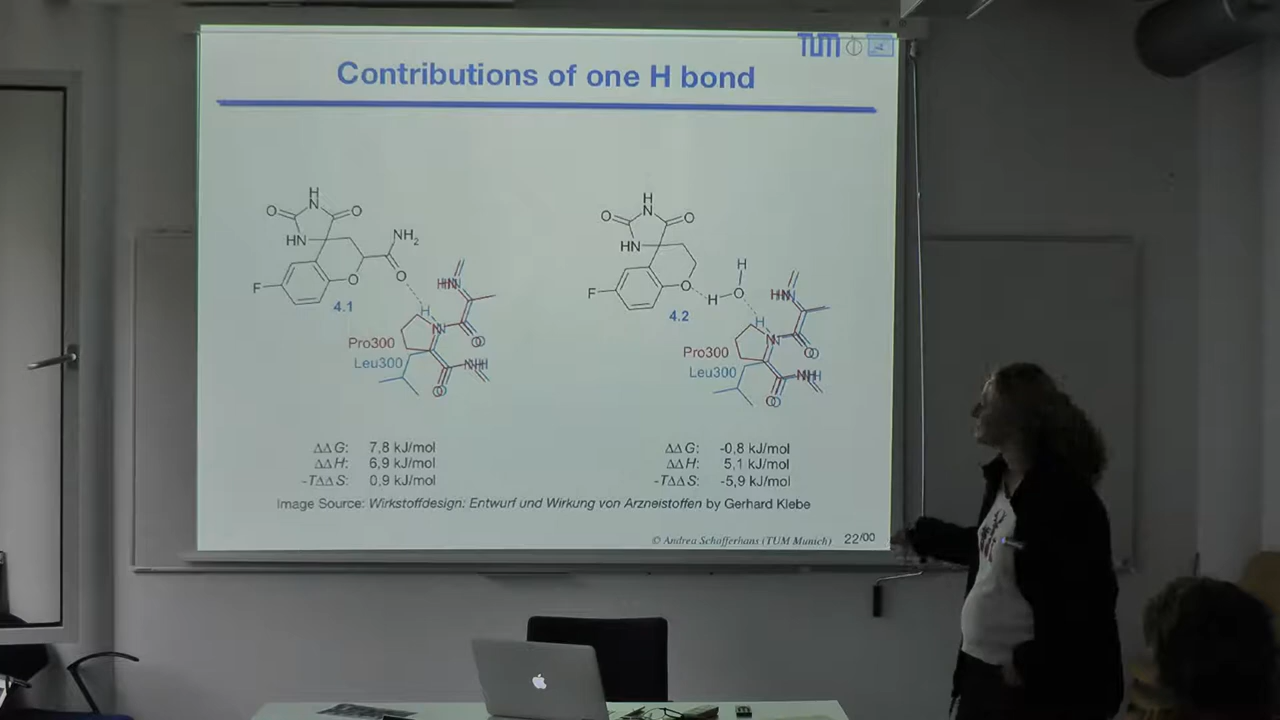 TUM
Contributions of one H bond
H
N
O
O
HN
NH2
O
O
F
4.1
H
HN
N
O
NH
O
Pro300
Leu300
H
N
O
O
HN
O
F
4.2
H
H
O
H
HN
N
O
NH
O
Pro300
Leu300
ΔΔG: 7,8 kJ/mol
ΔΔH: 6,9 kJ/mol
-TΔΔS: 0,9 kJ/mol
ΔΔG: -0,8 kJ/mol
ΔΔH: 5,1 kJ/mol
-TΔΔS: -5,9 kJ/mol
Image Source: Wirkstoffdesign: Entwurf und Wirkung von Arzneistoffen by Gerhard Klebe
© Andrea Schafferhans (TUM Munich) 22/00